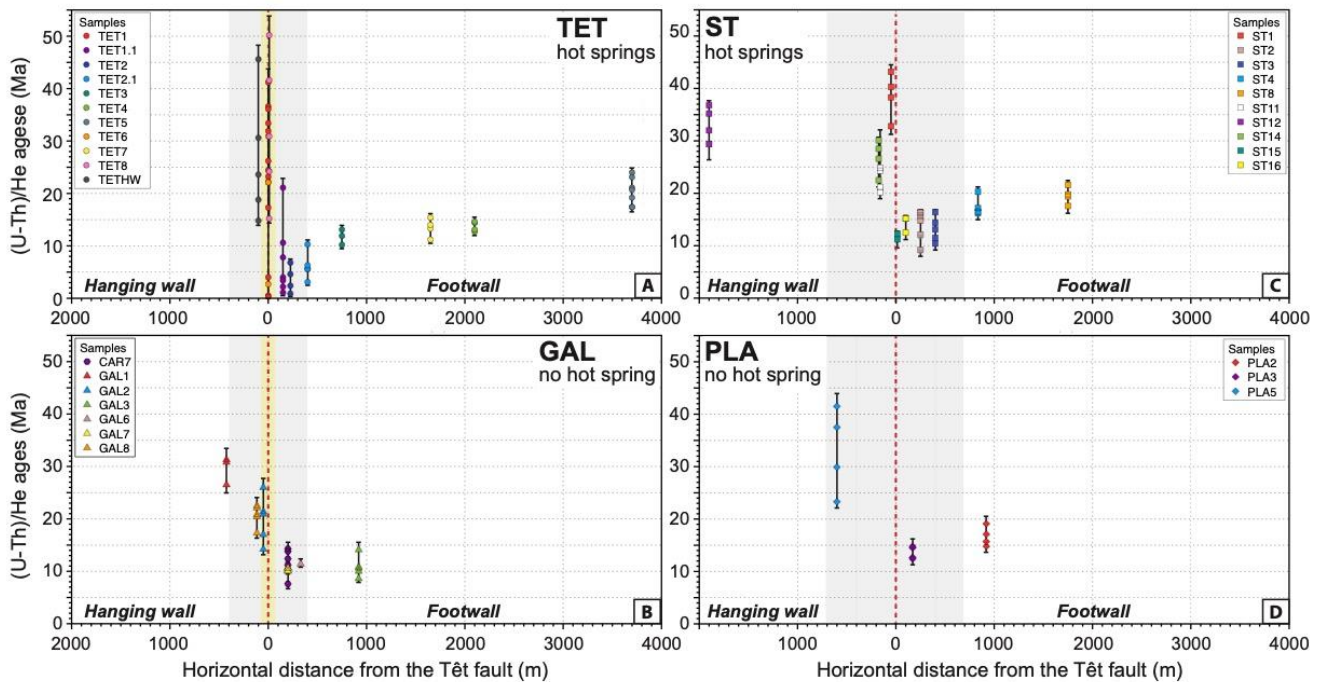 (U-Th)/He agese (Ma)
50
40
30
20
10
0
Samples
TET1
TET1.1
TET2
TET2.1
TET3
TET4
TET5
TET6
TET7
TET8
TETHW
TET
hot springs
Hanging wall
Footwall
A
2000 1000 0 1000 2000 3000 4000
50
40
30
20
10
0
ST
hot springs
Samples
ST1
ST2
ST3
ST4
ST8
ST11
ST12
ST14
ST15
ST16
Hanging wall
Footwall
C
1000 0 1000 2000 3000 4000
(U-Th)/He ages (Ma)
50
40
30
20
10
0
Samples
CAR7
GAL1
GAL2
GAL3
GAL6
GAL7
GAL8
GAL
no hot spring
Hanging wall
Footwall
B
2000 1000 0 1000 2000 3000 4000
Horizontal distance from the Têt fault (m)
50
40
30
20
10
0
PLA
no hot spring
Samples
PLA2
PLA3
PLA5
Hanging wall
Footwall
D
1000 0 1000 2000 3000 4000
Horizontal distance from the Têt fault (m)